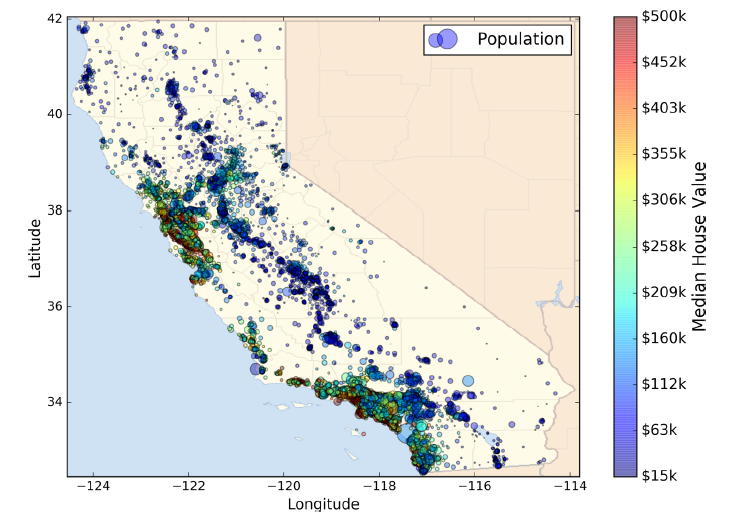 Population
42
40
38
36
34
Latitude
−124
−122
−120
−118
−116
−114
Longitude
$500k
$452k
$403k
$355k
$306k
$258k
$209k
$160k
$112k
$63k
$15k
Median House Value